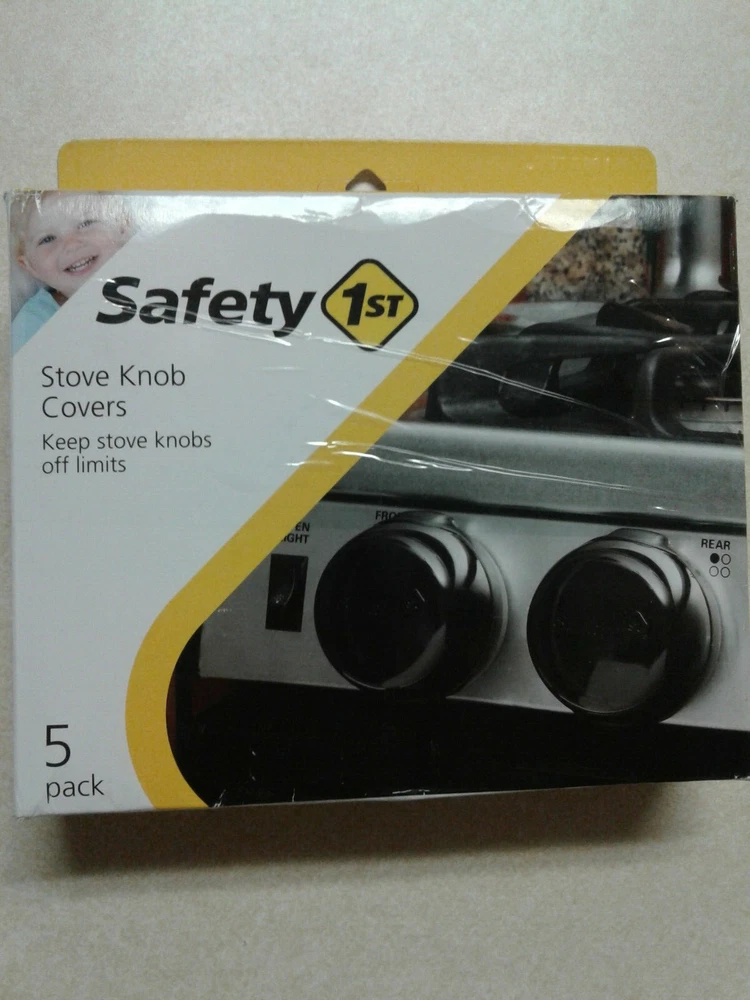 Safety 1ST
Stove Knob
Covers
Keep stove knobs
off limits
REAR
5
pack